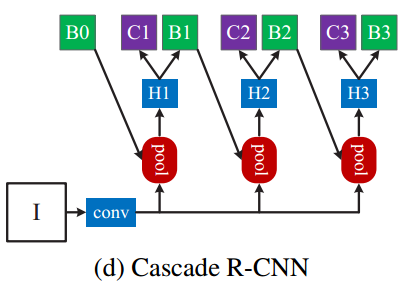 B0 C1 B1 C2 B2 C3 B3
H1 H2 H3
pool pool pool
I conv
(d) Cascade R-CNN